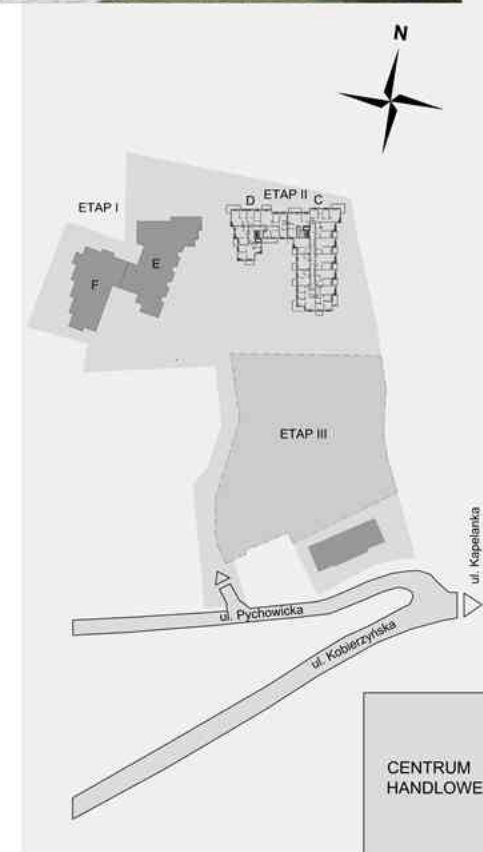 N
ETAP I
D
ETAP II
C
E
F
ETAP III
ul. Kapelanka
ul. Pychowicka
ul. Kobierzyńska
CENTRUM
HANDLOWE